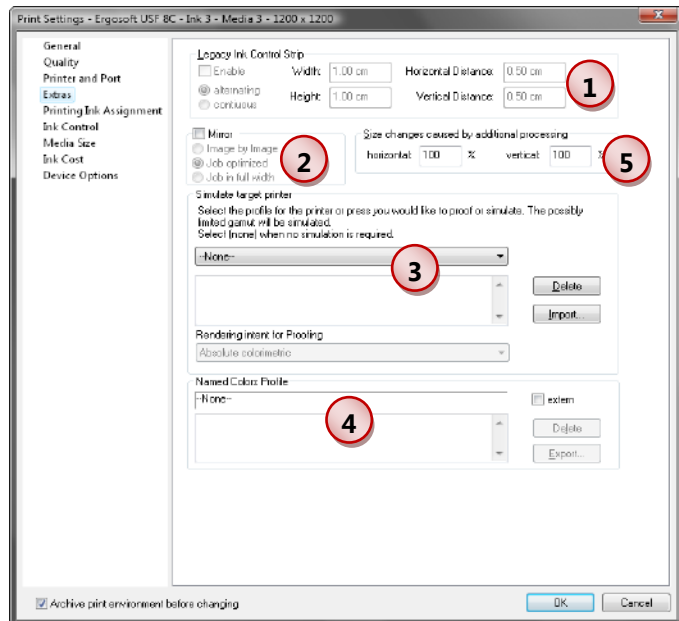 Print Settings - Ergosoft USF 8C - Ink 3 - Media 3 - 1200 x 1200
General
Quality
Printer and Port
Extras
Printing Ink Assignment
Ink Control
Media Size
Ink Cost
Device Options
Legacy Ink Control Strip
Enable Width: 1.00 cm Horizontal Distance: 0.50 cm
alternating
contiuous Height: 1.00 cm Vertical Distance: 0.50 cm
1
Mirror
Image by Image
Job optimized
Job in full width
2
Size changes caused by additional processing
horizontal: 100 % vertical: 100 %
5
Simulate target printer
Select the profile for the printer or press you would like to proof or simulate. The possibly
limited gamut will be simulated.
Select (none) when no simulation is required.
--None--
3
Delete
Import...
Rendering intent for Proofing
Absolute colorimetric
Named Colors Profile
--None--
extern
4
Delete
Export...
Archive print environment before changing
OK
Cancel